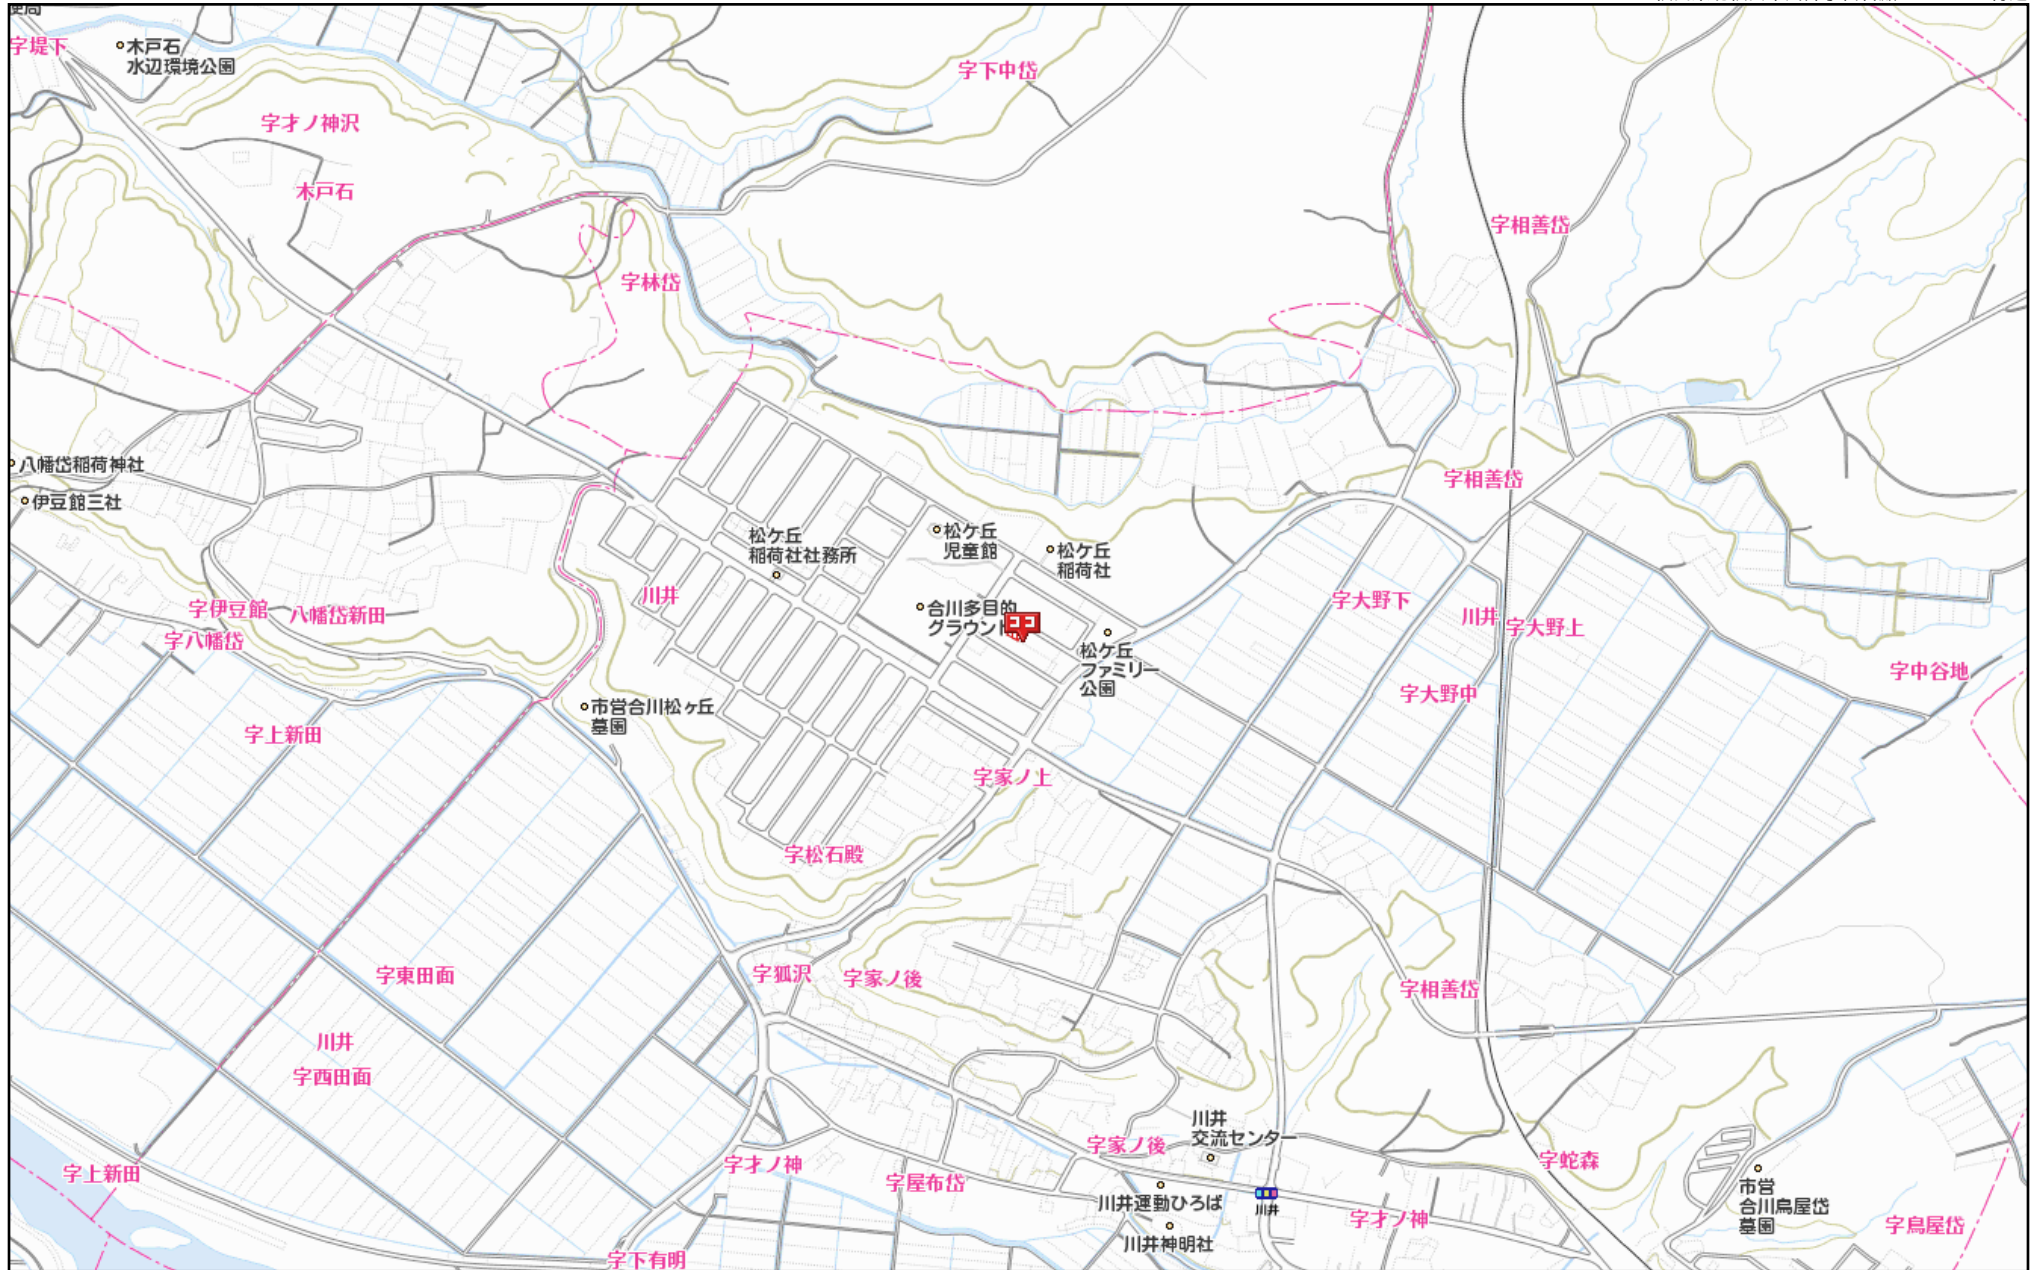 字堤下
木戸石
水辺環境公園
字下中岱
字才ノ神沢
木戸石
字相善岱
字林岱
八幡岱稲荷神社
伊豆館三社
字相善岱
松ケ丘
稲荷社社務所
松ケ丘
児童館
松ケ丘
稲荷社
川井
合川多目的
グラウンド
ココ
字伊豆館
八幡岱新田
字八幡岱
字大野下
川井
字大野上
松ケ丘
ファミリー
公園
字中谷地
字大野中
市営合川松ヶ丘
墓園
字上新田
字家ノ上
字松石殿
字東田面
字狐沢
字家ノ後
字相善岱
川井
字西田面
川井
交流センター
字家ノ後
字上新田
字才ノ神
字屋布岱
字蛇森
市営
合川鳥屋岱
墓園
川井運動ひろば
川井
字才ノ神
字鳥屋岱
川井神明社
字下有明